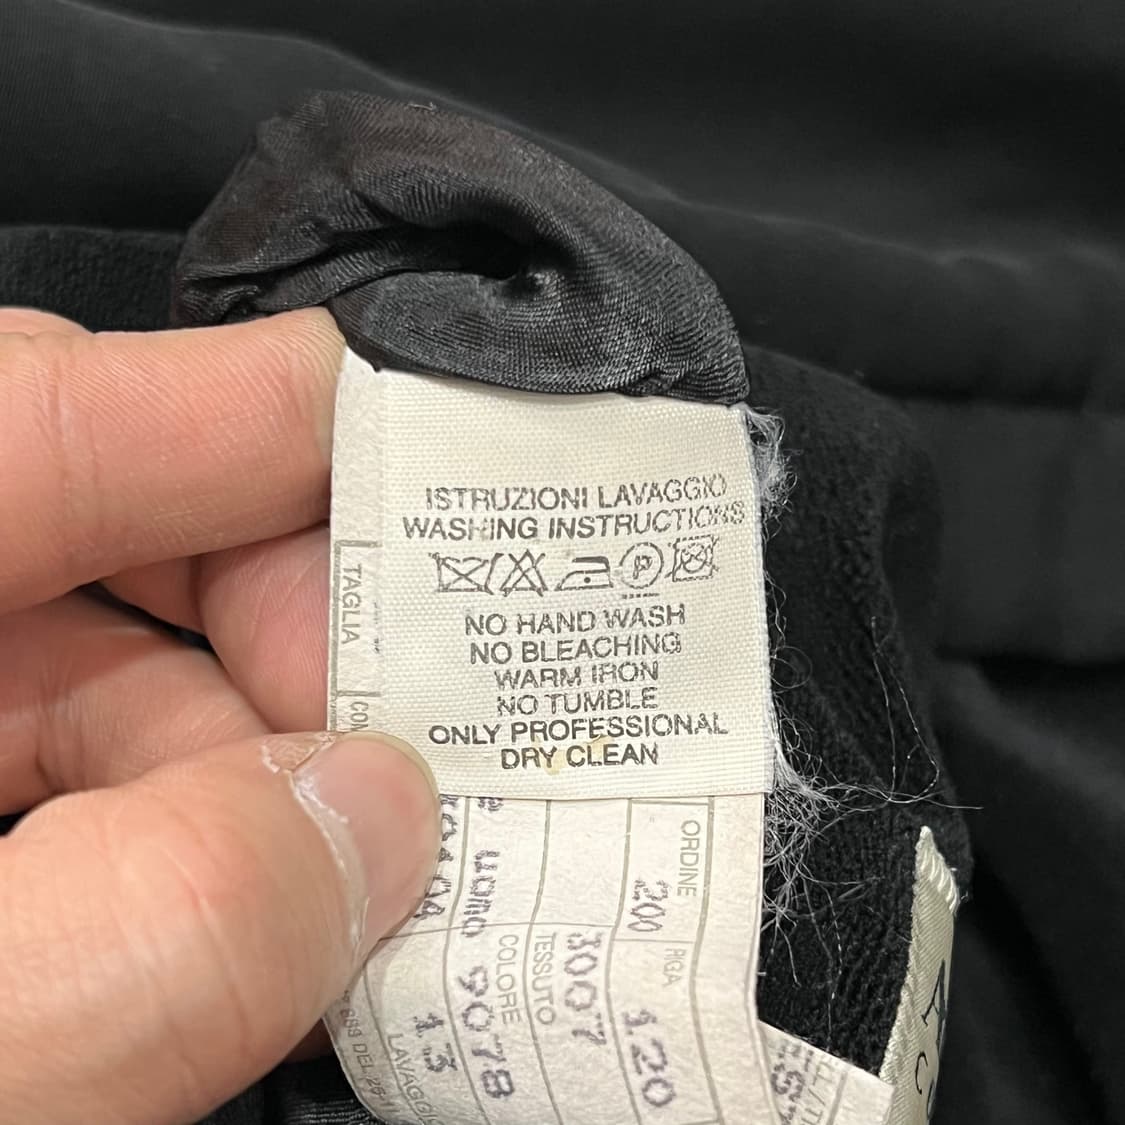 ISTRUZIONI LAVAGGIO
WASHING INSTRUCTIONS
P
NO HAND WASH
NO BLEACHING
WARM IRON
NO TUMBLE
ONLY PROFESSIONAL
DRY CLEAN
TAGLIA
ORDINE
200
RIGA
120
TESSUTO
3007
uomo
COLORE
9078
13
LAVAGGIO